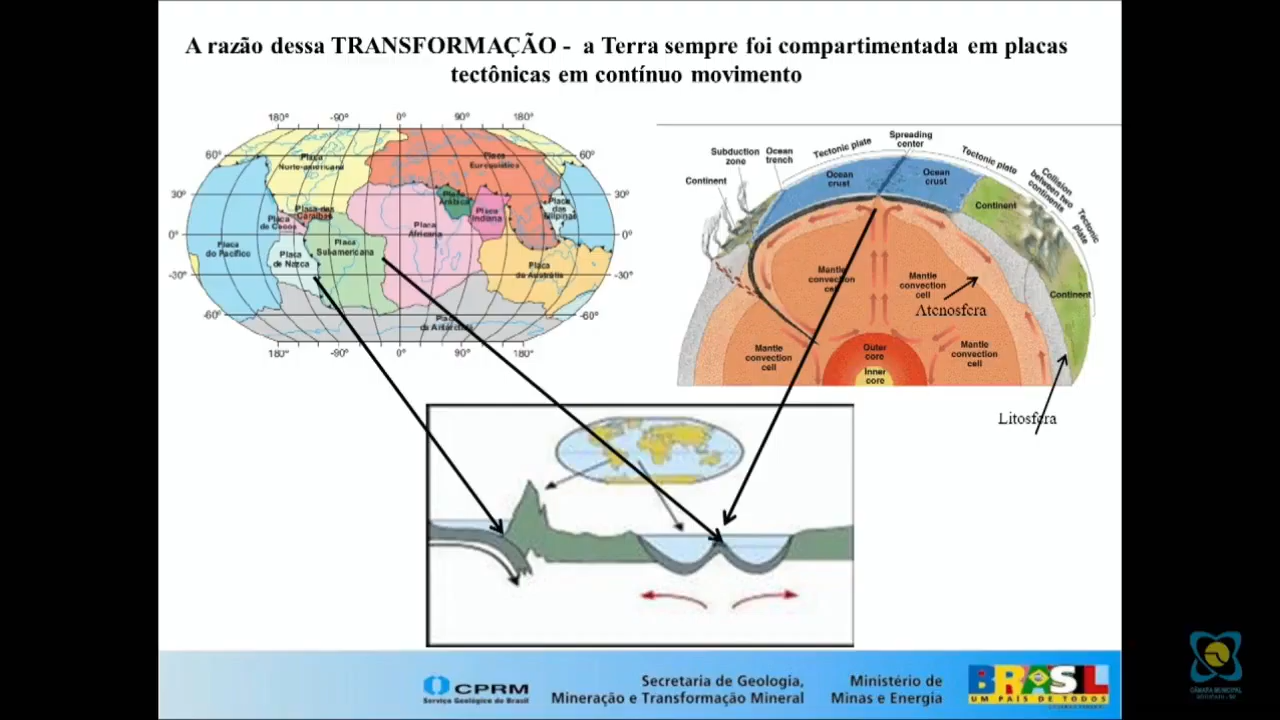 A razão dessa TRANSFORMAÇÃO - a Terra sempre foi compartimentada em placas
tectônicas em contínuo movimento
180° -90° 0° 90° 180°
60° 60°
30° 30°
0° 0°
-30° -30°
-60° -60°
180° -90° 0° 90° 180°
Placa
Norte-americana
Placa
Euroasiática
Placa das
Caraíbas
Placa
de Cocos
Placa
Arábica
Placa
Indiana
Placa
das
Filipinas
Placa
do Pacífico
Placa
de Nazca
Placa
Sul-americana
Placa
Africana
Placa
da Austrália
Placa
da Antárctida
Subduction
zone
Ocean
trench
Tectonic plate
Spreading
center
Tectonic plate
Collision
between two
continents
Tectonic
plate
Continent
Ocean
crust
Ocean
crust
Continent
Continent
Mantle
convection
cell
Mantle
convection
cell
Atenosfera
Mantle
convection
cell
Outer
core
Inner
core
Mantle
convection
cell
Litosfera
CPRM
Serviço Geológico do Brasil
Secretaria de Geologia,
Mineração e Transformação Mineral
Ministério de
Minas e Energia
BRASIL
UM PAÍS DE TODOS
CÂMARA MUNICIPAL